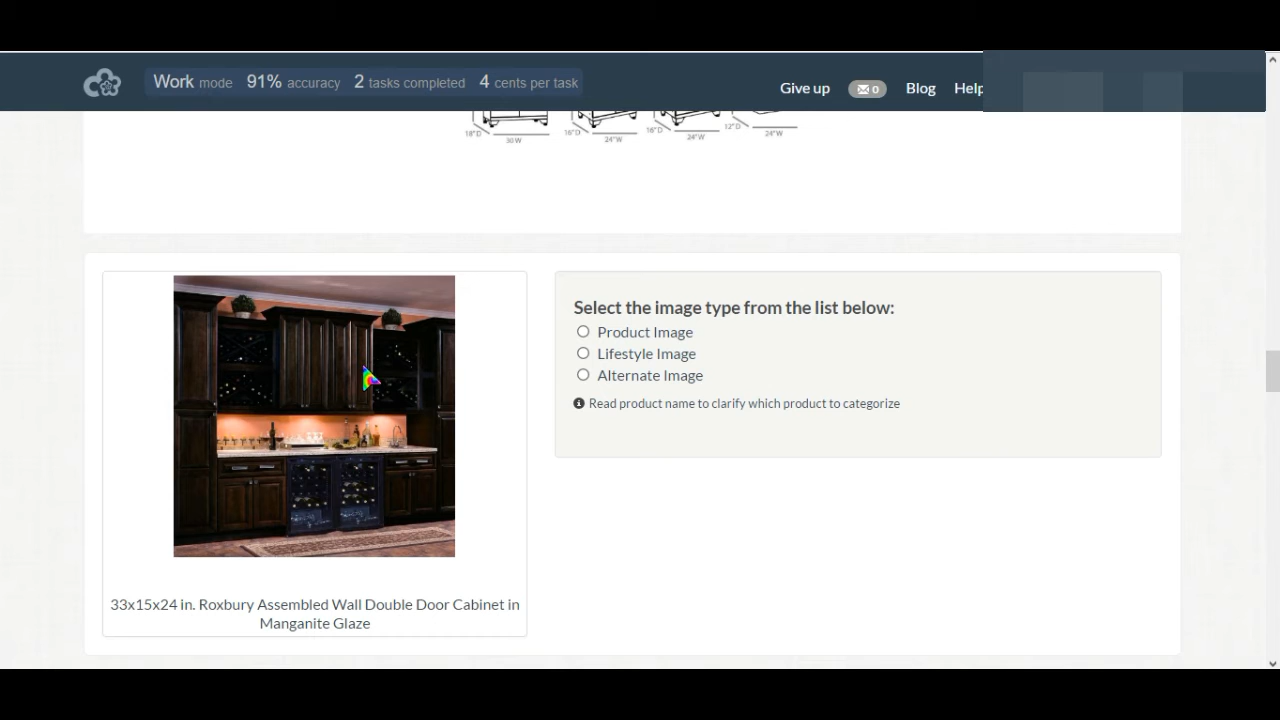 Work mode 91% accuracy 2 tasks completed 4 cents per task
Give up 0 Blog Help
18"D 30W 16"D 24"W 16"D 24"W 12"D 24"W
Select the image type from the list below:
Product Image
Lifestyle Image
Alternate Image
Read product name to clarify which product to categorize
33x15x24 in. Roxbury Assembled Wall Double Door Cabinet in
Manganite Glaze